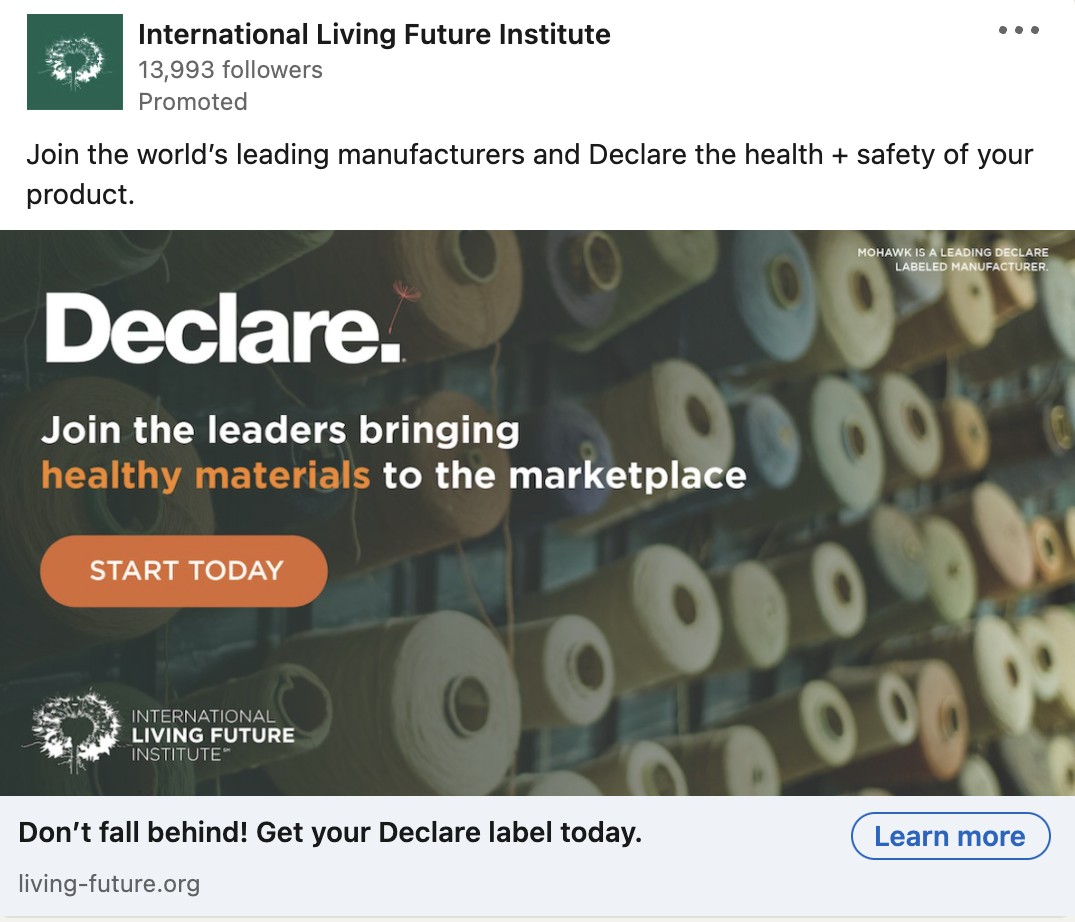 International Living Future Institute
13,993 followers
Promoted
Join the world’s leading manufacturers and Declare the health + safety of your
product.
MOHAWK IS A LEADING DECLARE
LABELED MANUFACTURER.
Declare.
Join the leaders bringing
healthy materials to the marketplace
START TODAY
INTERNATIONAL
LIVING FUTURE
INSTITUTE℠
Don’t fall behind! Get your Declare label today.
Learn more
living-future.org